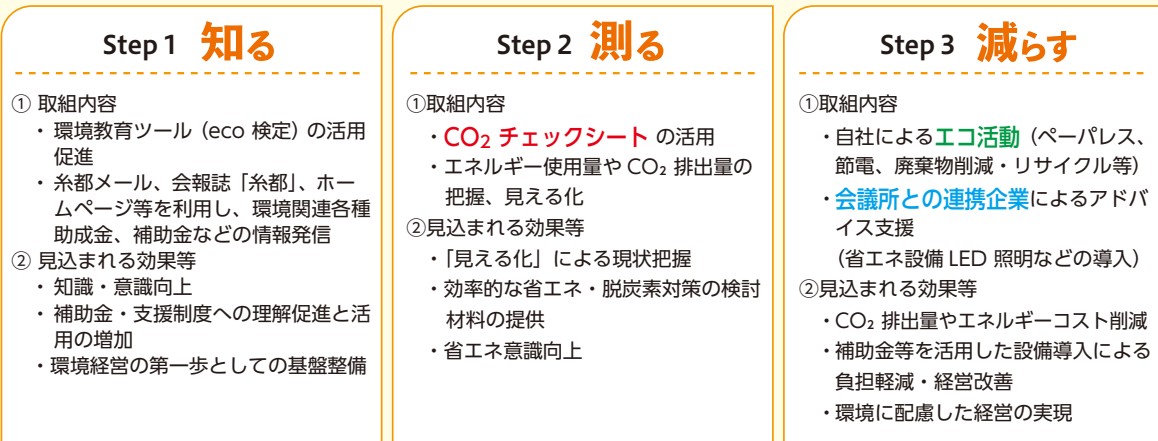 Step 1 知る
① 取組内容
・ 環境教育ツール（eco 検定）の活用
促進
・ 糸都メール、会報誌「糸都」、ホー
ムページ等を利用し、環境関連各種
助成金、補助金などの情報発信
② 見込まれる効果等
・ 知識・意識向上
・ 補助金・支援制度への理解促進と活
用の増加
・環境経営の第一歩としての基盤整備
Step 2 測る
①取組内容
・CO₂ チェックシート の活用
・エネルギー使用量や CO₂ 排出量の
把握、見える化
②見込まれる効果等
・「見える化」による現状把握
・効率的な省エネ・脱炭素対策の検討
材料の提供
・省エネ意識向上
Step 3 減らす
①取組内容
・自社によるエコ活動（ペーパレス、
節電、廃棄物削減・リサイクル等）
・会議所との連携企業によるアドバ
イス支援
（省エネ設備 LED 照明などの導入）
②見込まれる効果等
・CO₂ 排出量やエネルギーコスト削減
・補助金等を活用した設備導入による
負担軽減・経営改善
・環境に配慮した経営の実現